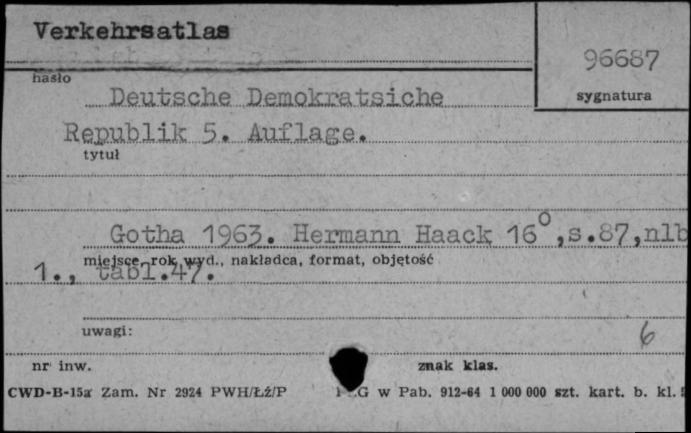 Verkehrsatlas
96687
hasło
sygnatura
Deutsche Demokratsiche
Republik 5. Auflage.
tytuł
Gotha 1963. Hermann Haack 16⁰,s.87,nlb
miejsce, rok wyd., nakładca, format, objętość
1., tabl.47.
uwagi:
6
nr inw.
znak klas.
CWD-B-15a Zam. Nr 2924 PWH/Łź/P
w Pab. 912-64 1 000 000 szt. kart. b. kl.